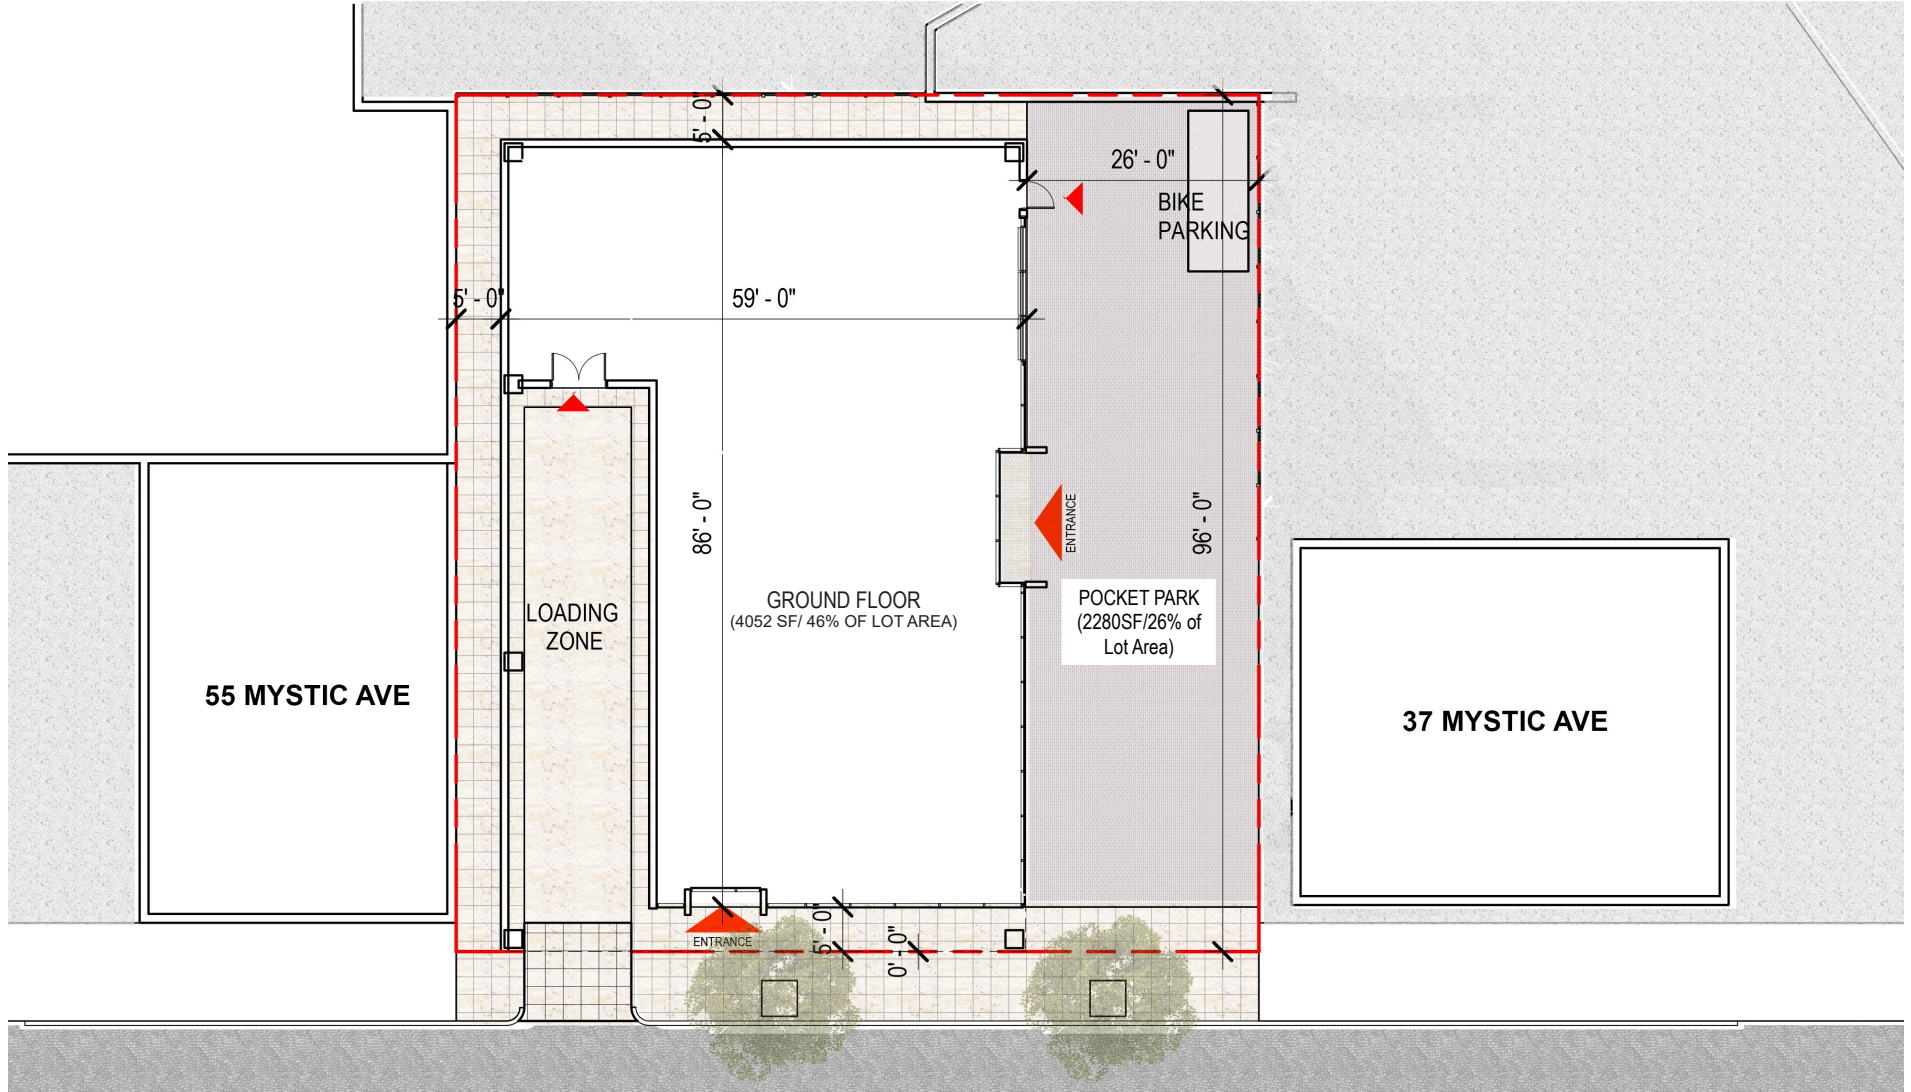 5' - 0"
26' - 0"
BIKE
PARKING
5' - 0"
59' - 0"
86' - 0"
ENTRANCE
96' - 0"
LOADING
ZONE
GROUND FLOOR
(4052 SF/ 46% OF LOT AREA)
POCKET PARK
(2280SF/26% of
Lot Area)
55 MYSTIC AVE
37 MYSTIC AVE
ENTRANCE
5' - 0"
0' - 0"